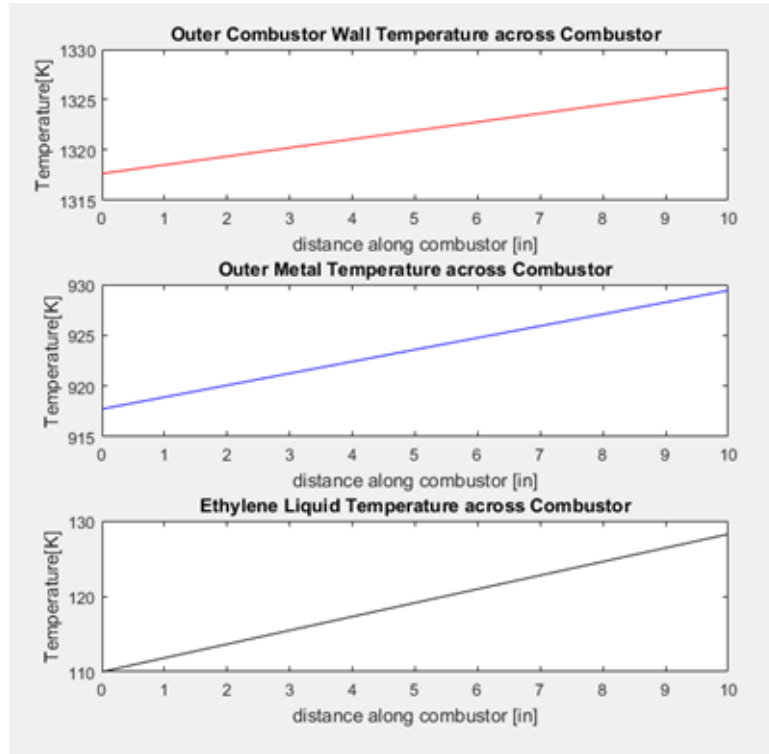 Outer Combustor Wall Temperature across Combustor
Temperature[K]
1330
1325
1320
1315
0 1 2 3 4 5 6 7 8 9 10
distance along combustor [in]
Outer Metal Temperature across Combustor
Temperature[K]
930
925
920
915
0 1 2 3 4 5 6 7 8 9 10
distance along combustor [in]
Ethylene Liquid Temperature across Combustor
Temperature[K]
130
120
110
0 1 2 3 4 5 6 7 8 9 10
distance along combustor [in]